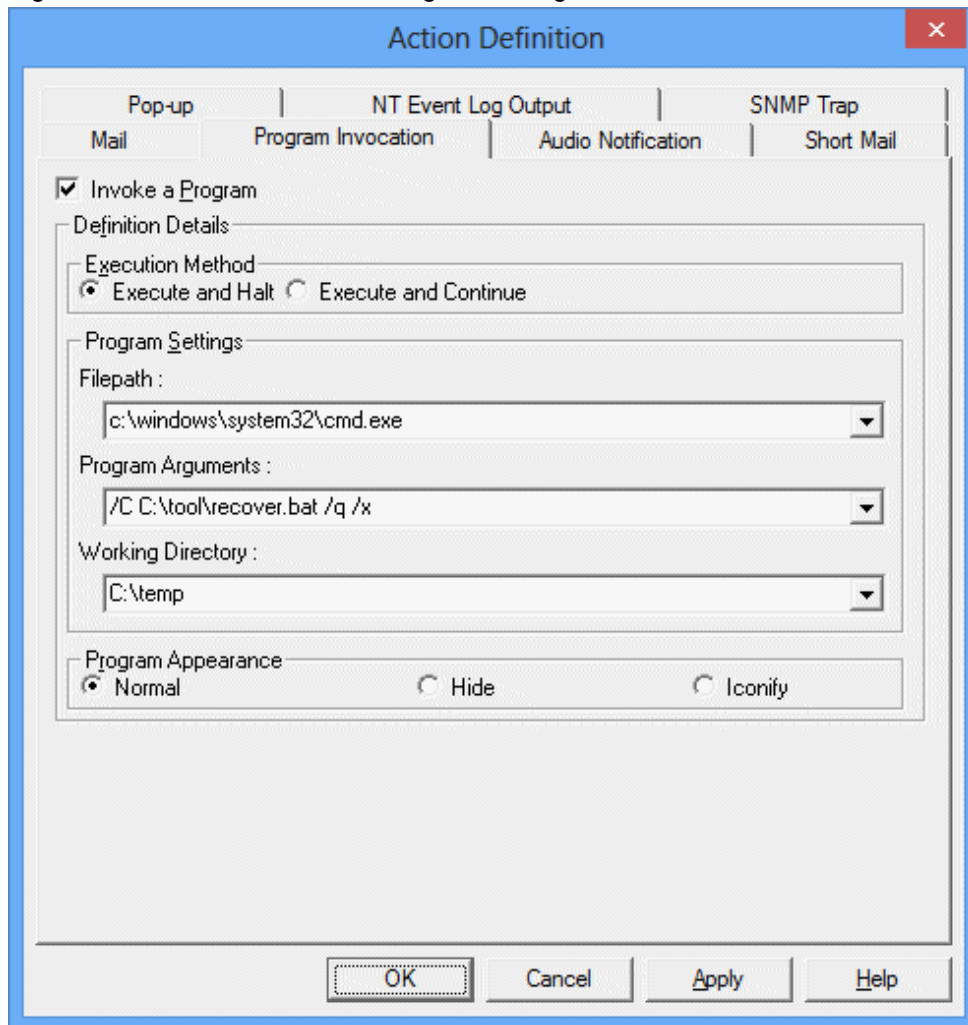 Action Definition
Pop-up NT Event Log Output SNMP Trap
Mail Program Invocation Audio Notification Short Mail
Invoke a Program
Definition Details
Execution Method
Execute and Halt Execute and Continue
Program Settings
Filepath :
c:\windows\system32\cmd.exe
Program Arguments :
/C C:\tool\recover.bat /q /x
Working Directory :
C:\temp
Program Appearance
Normal Hide Iconify
OK Cancel Apply Help